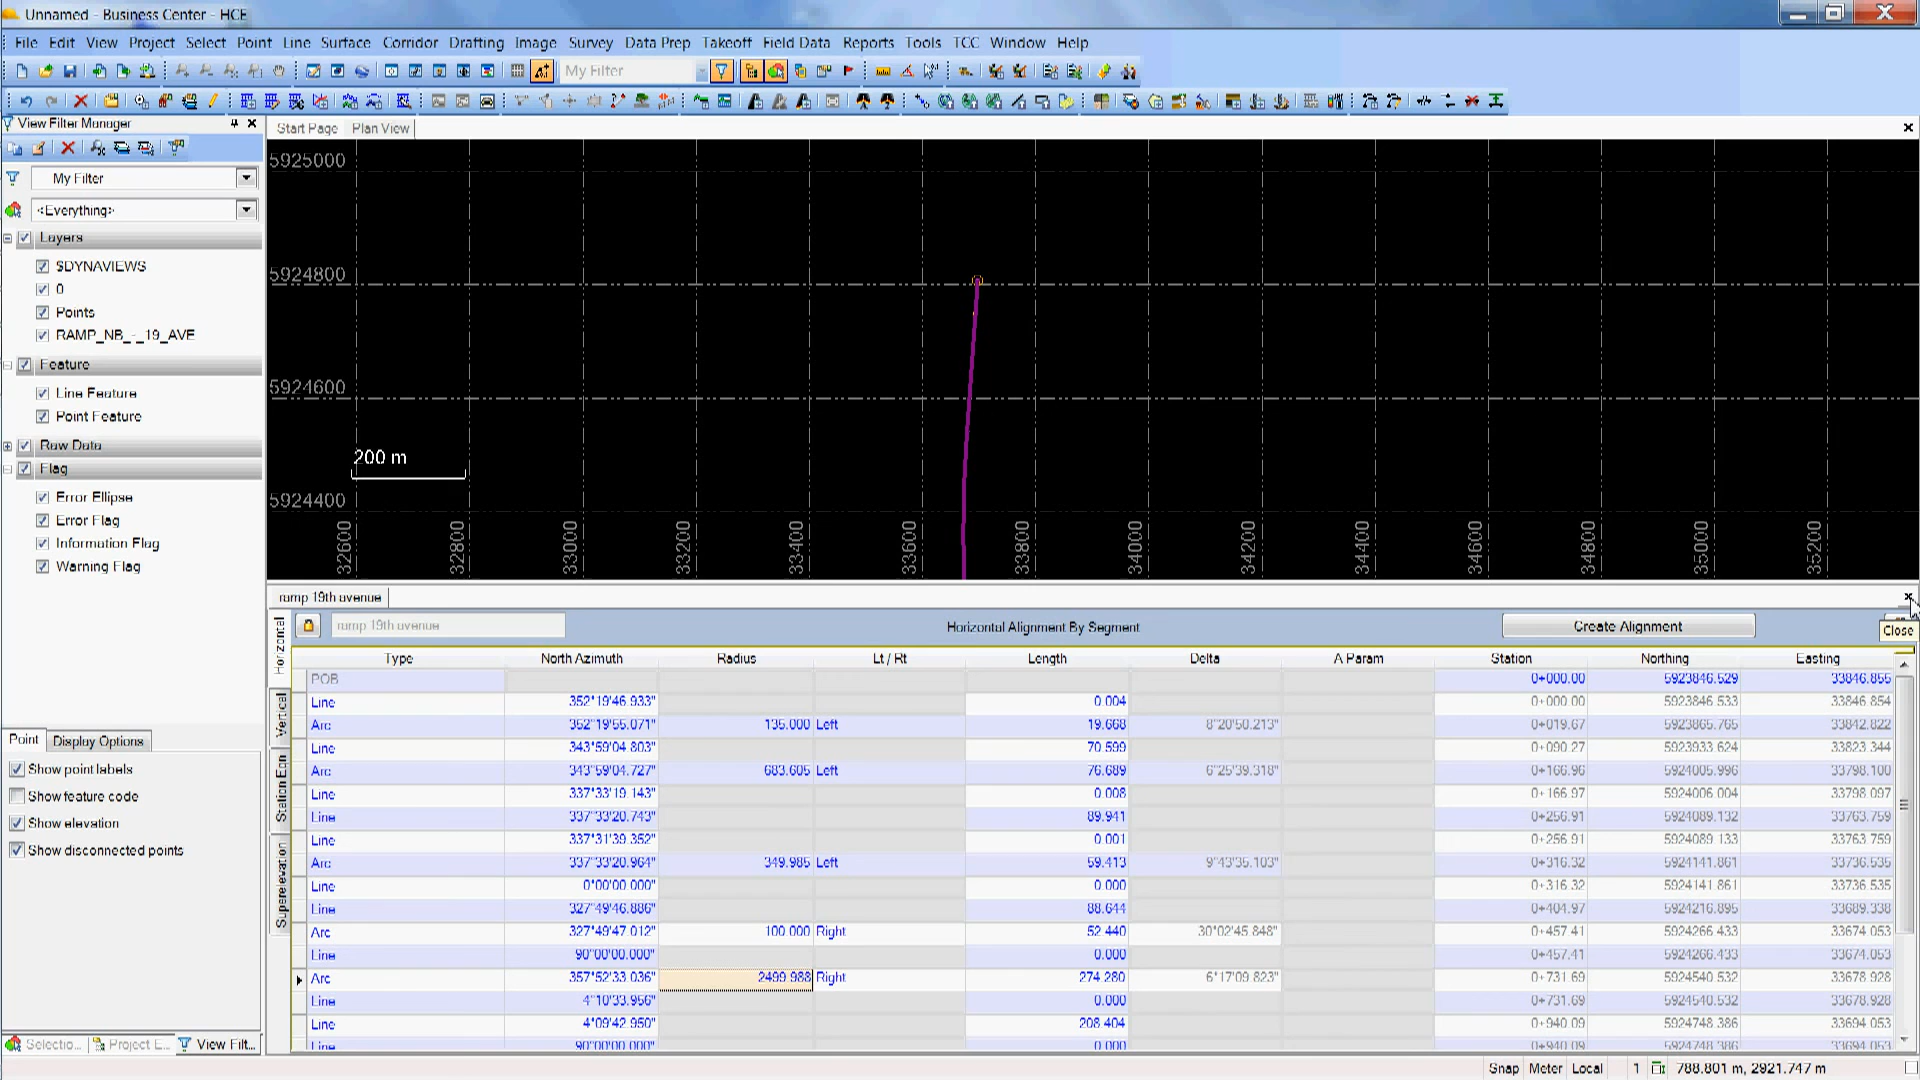 Unnamed - Business Center - HCE
File Edit View Project Select Point Line Surface Corridor Drafting Image Survey Data Prep Takeoff Field Data Reports Tools TCC Window Help
My Filter
View Filter Manager
Start Page Plan View
My Filter
<Everything>
Layers
$DYNAVIEWS
0
Points
RAMP_NB_-_19_AVE
Feature
Line Feature
Point Feature
Raw Data
Flag
Error Ellipse
Error Flag
Information Flag
Warning Flag
Point Display Options
Show point labels
Show feature code
Show elevation
Show disconnected points
Selectio... Project E... View Filt...
5925000
5924800
5924600
200 m
5924400
32600 32800 33000 33200 33400 33600 33800 34000 34200 34400 34600 34800 35000 35200
ramp 19th avenue
Horizontal
Vertical
Station Eqn
Superelevation
ramp 19th avenue Horizontal Alignment By Segment Create Alignment
Close
Type North Azimuth Radius Lt / Rt Length Delta A Param Station Northing Easting
POB 0+000.00 5923846.529 33846.855
Line 352°19'46.933" 0.004 0+000.00 5923846.533 33846.854
Arc 352°19'55.071" 135.000 Left 19.668 8°20'50.213" 0+019.67 5923865.765 33842.822
Line 343°59'04.803" 70.599 0+090.27 5923933.624 33823.344
Arc 343°59'04.727" 683.605 Left 76.689 6°25'39.318" 0+166.96 5924005.996 33798.100
Line 337°33'19.143" 0.008 0+166.97 5924006.004 33798.097
Line 337°33'20.743" 89.941 0+256.91 5924089.132 33763.759
Line 337°31'39.352" 0.001 0+256.91 5924089.133 33763.759
Arc 337°33'20.964" 349.985 Left 59.413 9°43'35.103" 0+316.32 5924141.861 33736.535
Line 0°00'00.000" 0.000 0+316.32 5924141.861 33736.535
Line 327°49'46.886" 88.644 0+404.97 5924216.895 33689.338
Arc 327°49'47.012" 100.000 Right 52.440 30°02'45.848" 0+457.41 5924266.433 33674.053
Line 90°00'00.000" 0.000 0+457.41 5924266.433 33674.053
Arc 357°52'33.036" 2499.988 Right 274.280 6°17'09.823" 0+731.69 5924540.532 33678.928
Line 4°10'33.956" 0.000 0+731.69 5924540.532 33678.928
Line 4°09'42.950" 208.404 0+940.09 5924748.386 33694.053
Line 90°00'00.000" 0.000 0+940.09 5924748.386 33694.053
Snap Meter Local 1 788.801 m, 2921.747 m